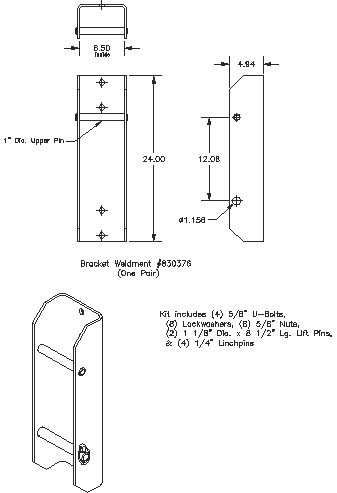 6.50
Inside
4.94
1" Dia. Upper Pin
24.00
12.08
ø1.156
Bracket Weldment #830376
(One Pair)
Kit includes (4) 5/8" U-Bolts,
(8) Lockwashers, (8) 5/8" Nuts,
(2) 1 1/8" Dia. x 8 1/2" Lg. Lift Pins,
& (4) 1/4" Linchpins